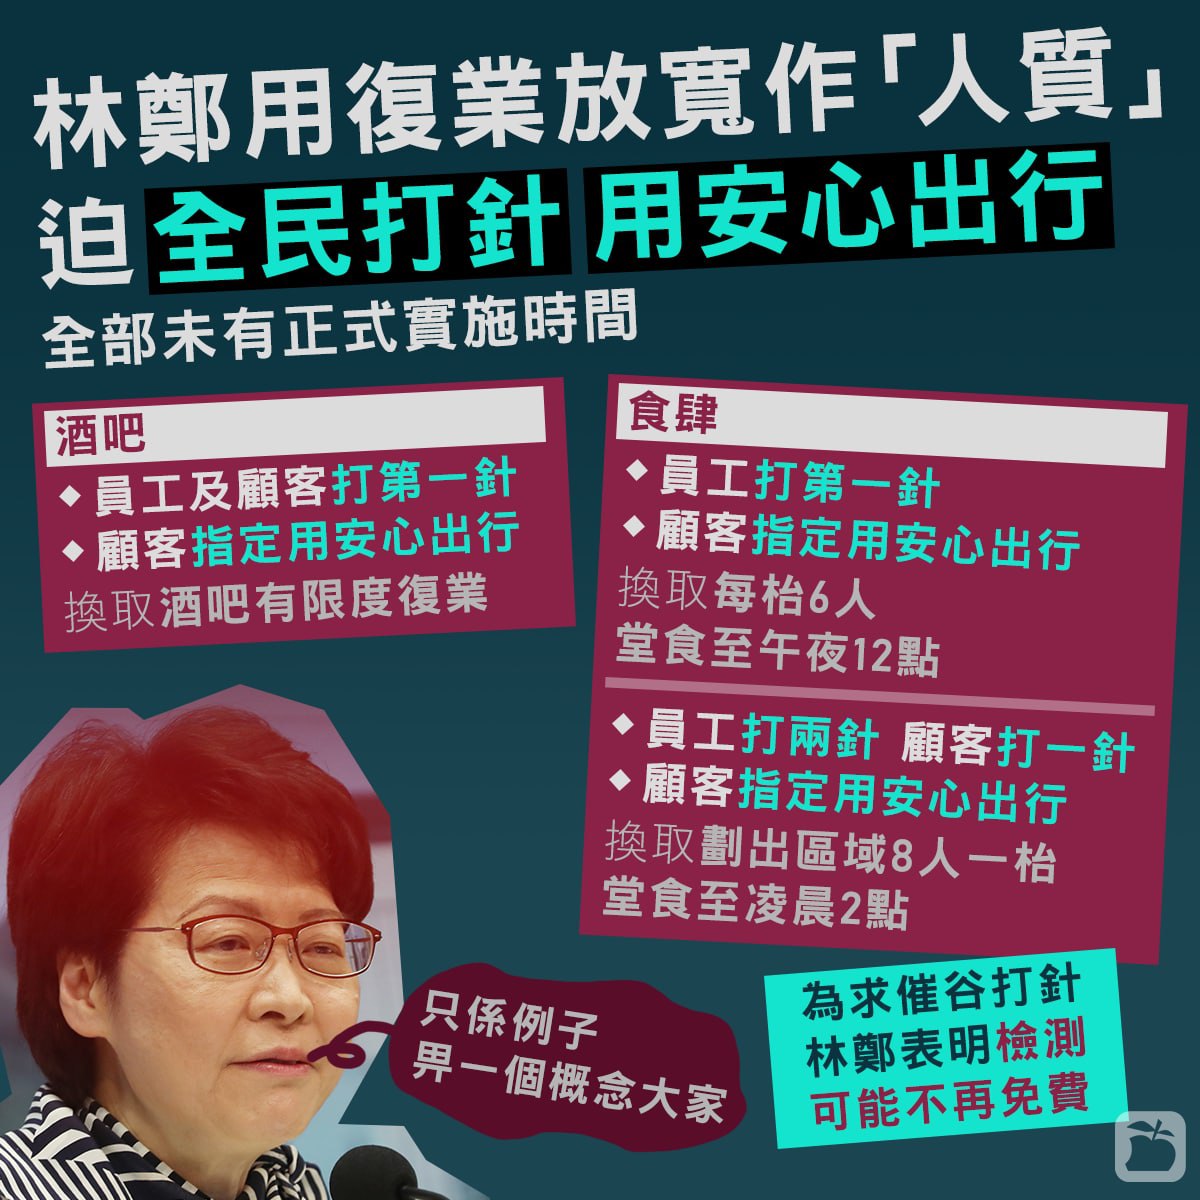 林鄭用復業放寬作「人質」
迫 全民打針 用安心出行
全部未有正式實施時間
酒吧
◆員工及顧客打第一針
◆顧客指定用安心出行
換取酒吧有限度復業
食肆
◆員工打第一針
◆顧客指定用安心出行
換取每枱6人
堂食至午夜12點
◆員工打兩針 顧客打一針
◆顧客指定用安心出行
換取劃出區域8人一枱
堂食至凌晨2點
只係例子
畀一個概念大家
為求催谷打針
林鄭表明檢測
可能不再免費